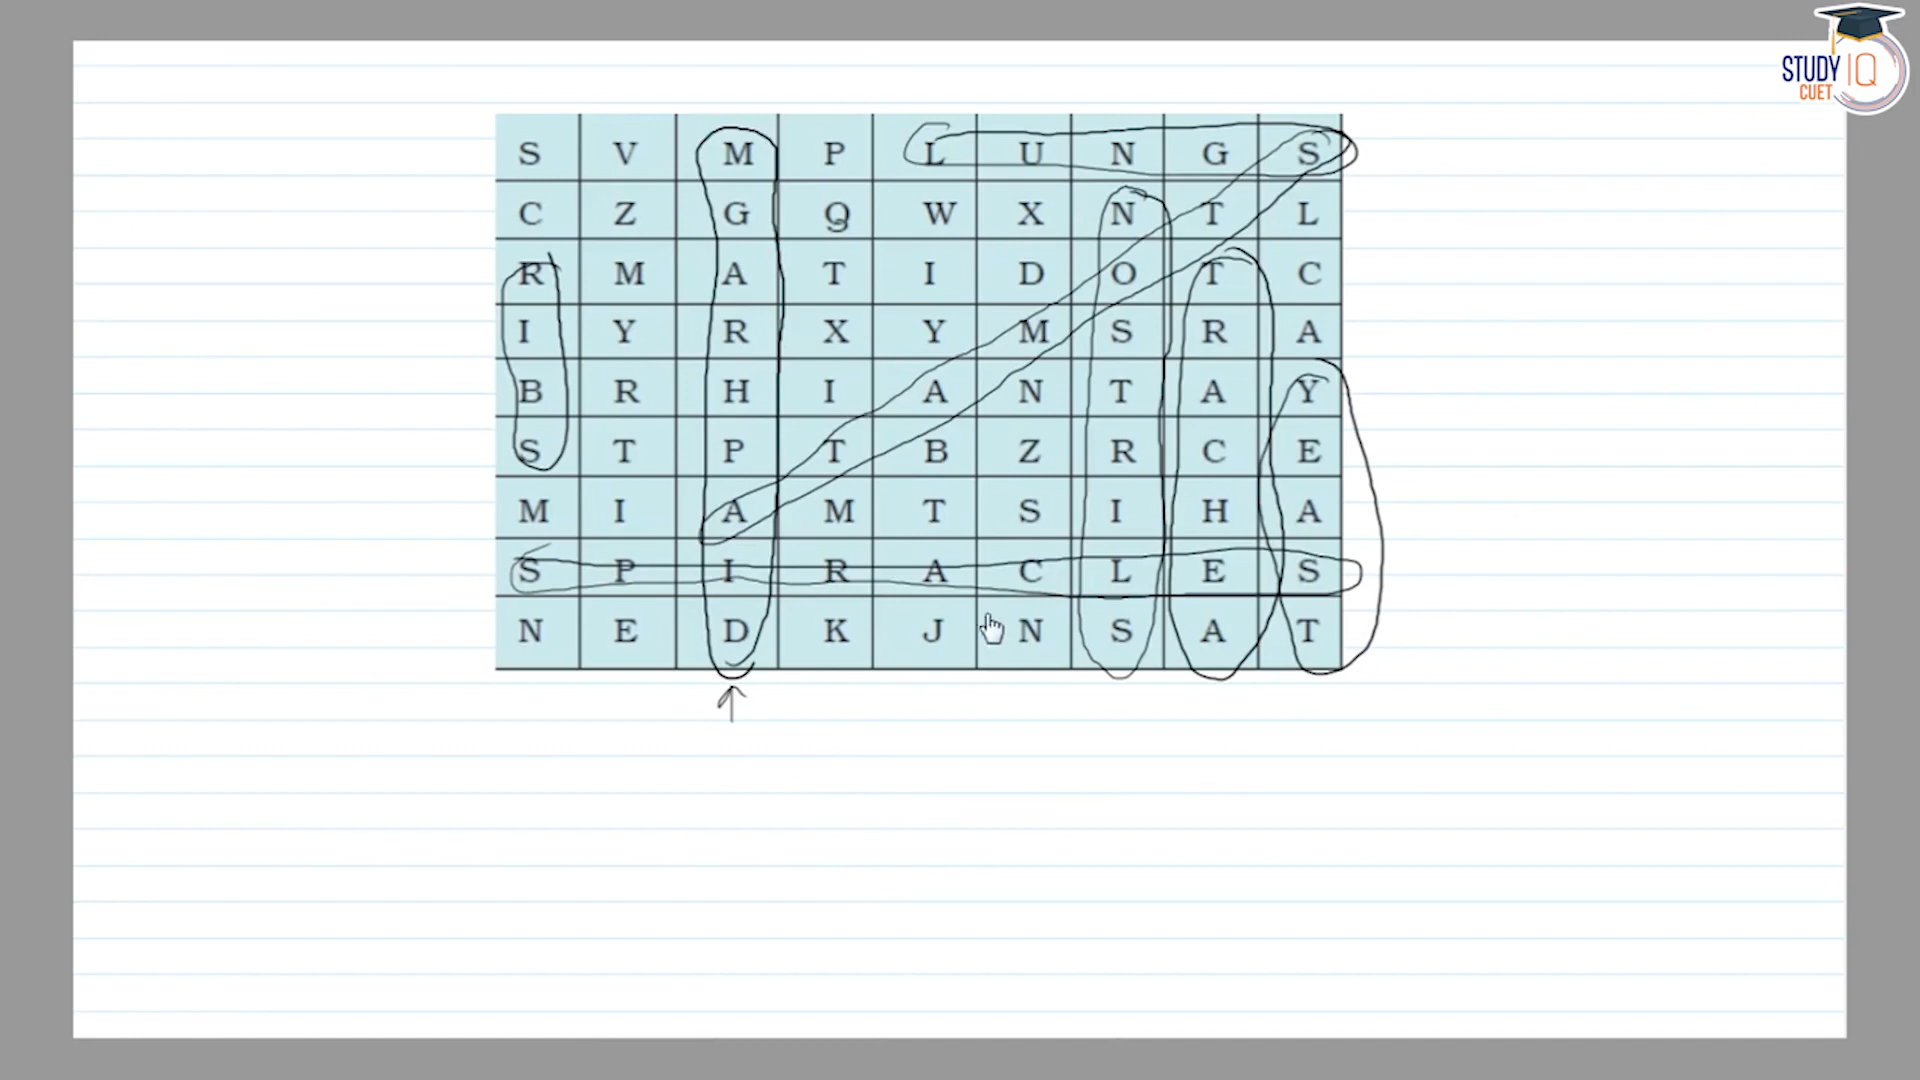 STUDY IQ
CUET
S V M P L U N G S
C Z G Q W X N T L
R M A T I D O T C
I Y R X Y M S R A
B R H I A N T A Y
S T P T B Z R C E
M I A M T S I H A
S P I R A C L E S
N E D K J N S A T